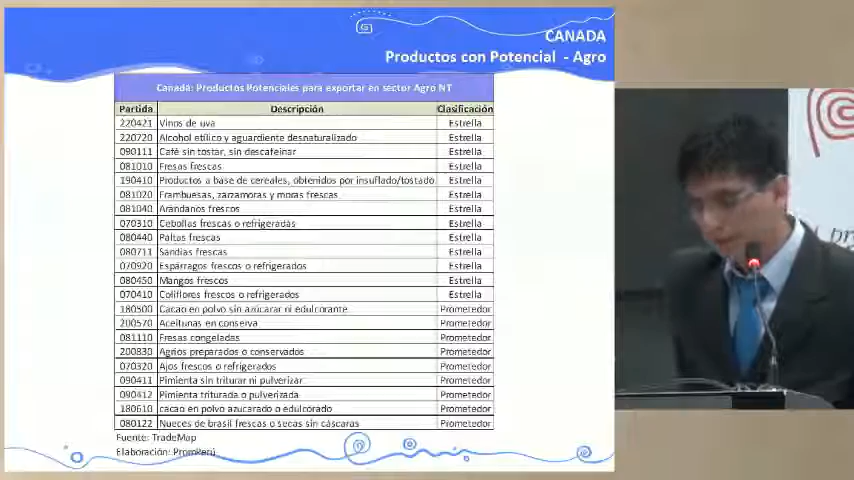 CANADA
Productos con Potencial - Agro
Canada: Productos Potenciales para exportar en sector Agro NT
Partida Descripción Clasificación
220421 Vinos de uva Estrella
220720 Alcohol etílico y aguardiente desnaturalizado Estrella
090111 Café sin tostar, sin descafeinar Estrella
081010 Fresas frescas Estrella
190410 Productos a base de cereales, obtenidos por insuflado/tostado Estrella
081020 Frambuesas, zarzamoras y moras frescas Estrella
081040 Arándanos frescos Estrella
070310 Cebollas frescas o refrigeradas Estrella
080440 Paltas frescas Estrella
080711 Sandias frescas Estrella
070920 Espárragos frescos o refrigerados Estrella
080450 Mangos frescos Estrella
070410 Coliflores frescos o refrigerados Estrella
180500 Cacao en polvo sin azúcarar ni edulcorante Prometedor
200570 Aceitunas en conserva Prometedor
081110 Fresas congeladas Prometedor
200830 Agrios preparados o conservados Prometedor
070320 Ajos frescos o refrigerados Prometedor
090411 Pimienta sin triturar ni pulverizar Prometedor
090412 Pimienta triturada o pulverizada Prometedor
180610 cacao en polvo azucarado o edulcorado Prometedor
080122 Nueces de brasil frescas o secas sin cáscaras Prometedor
Fuente: TradeMap
Elaboración: PromPerú